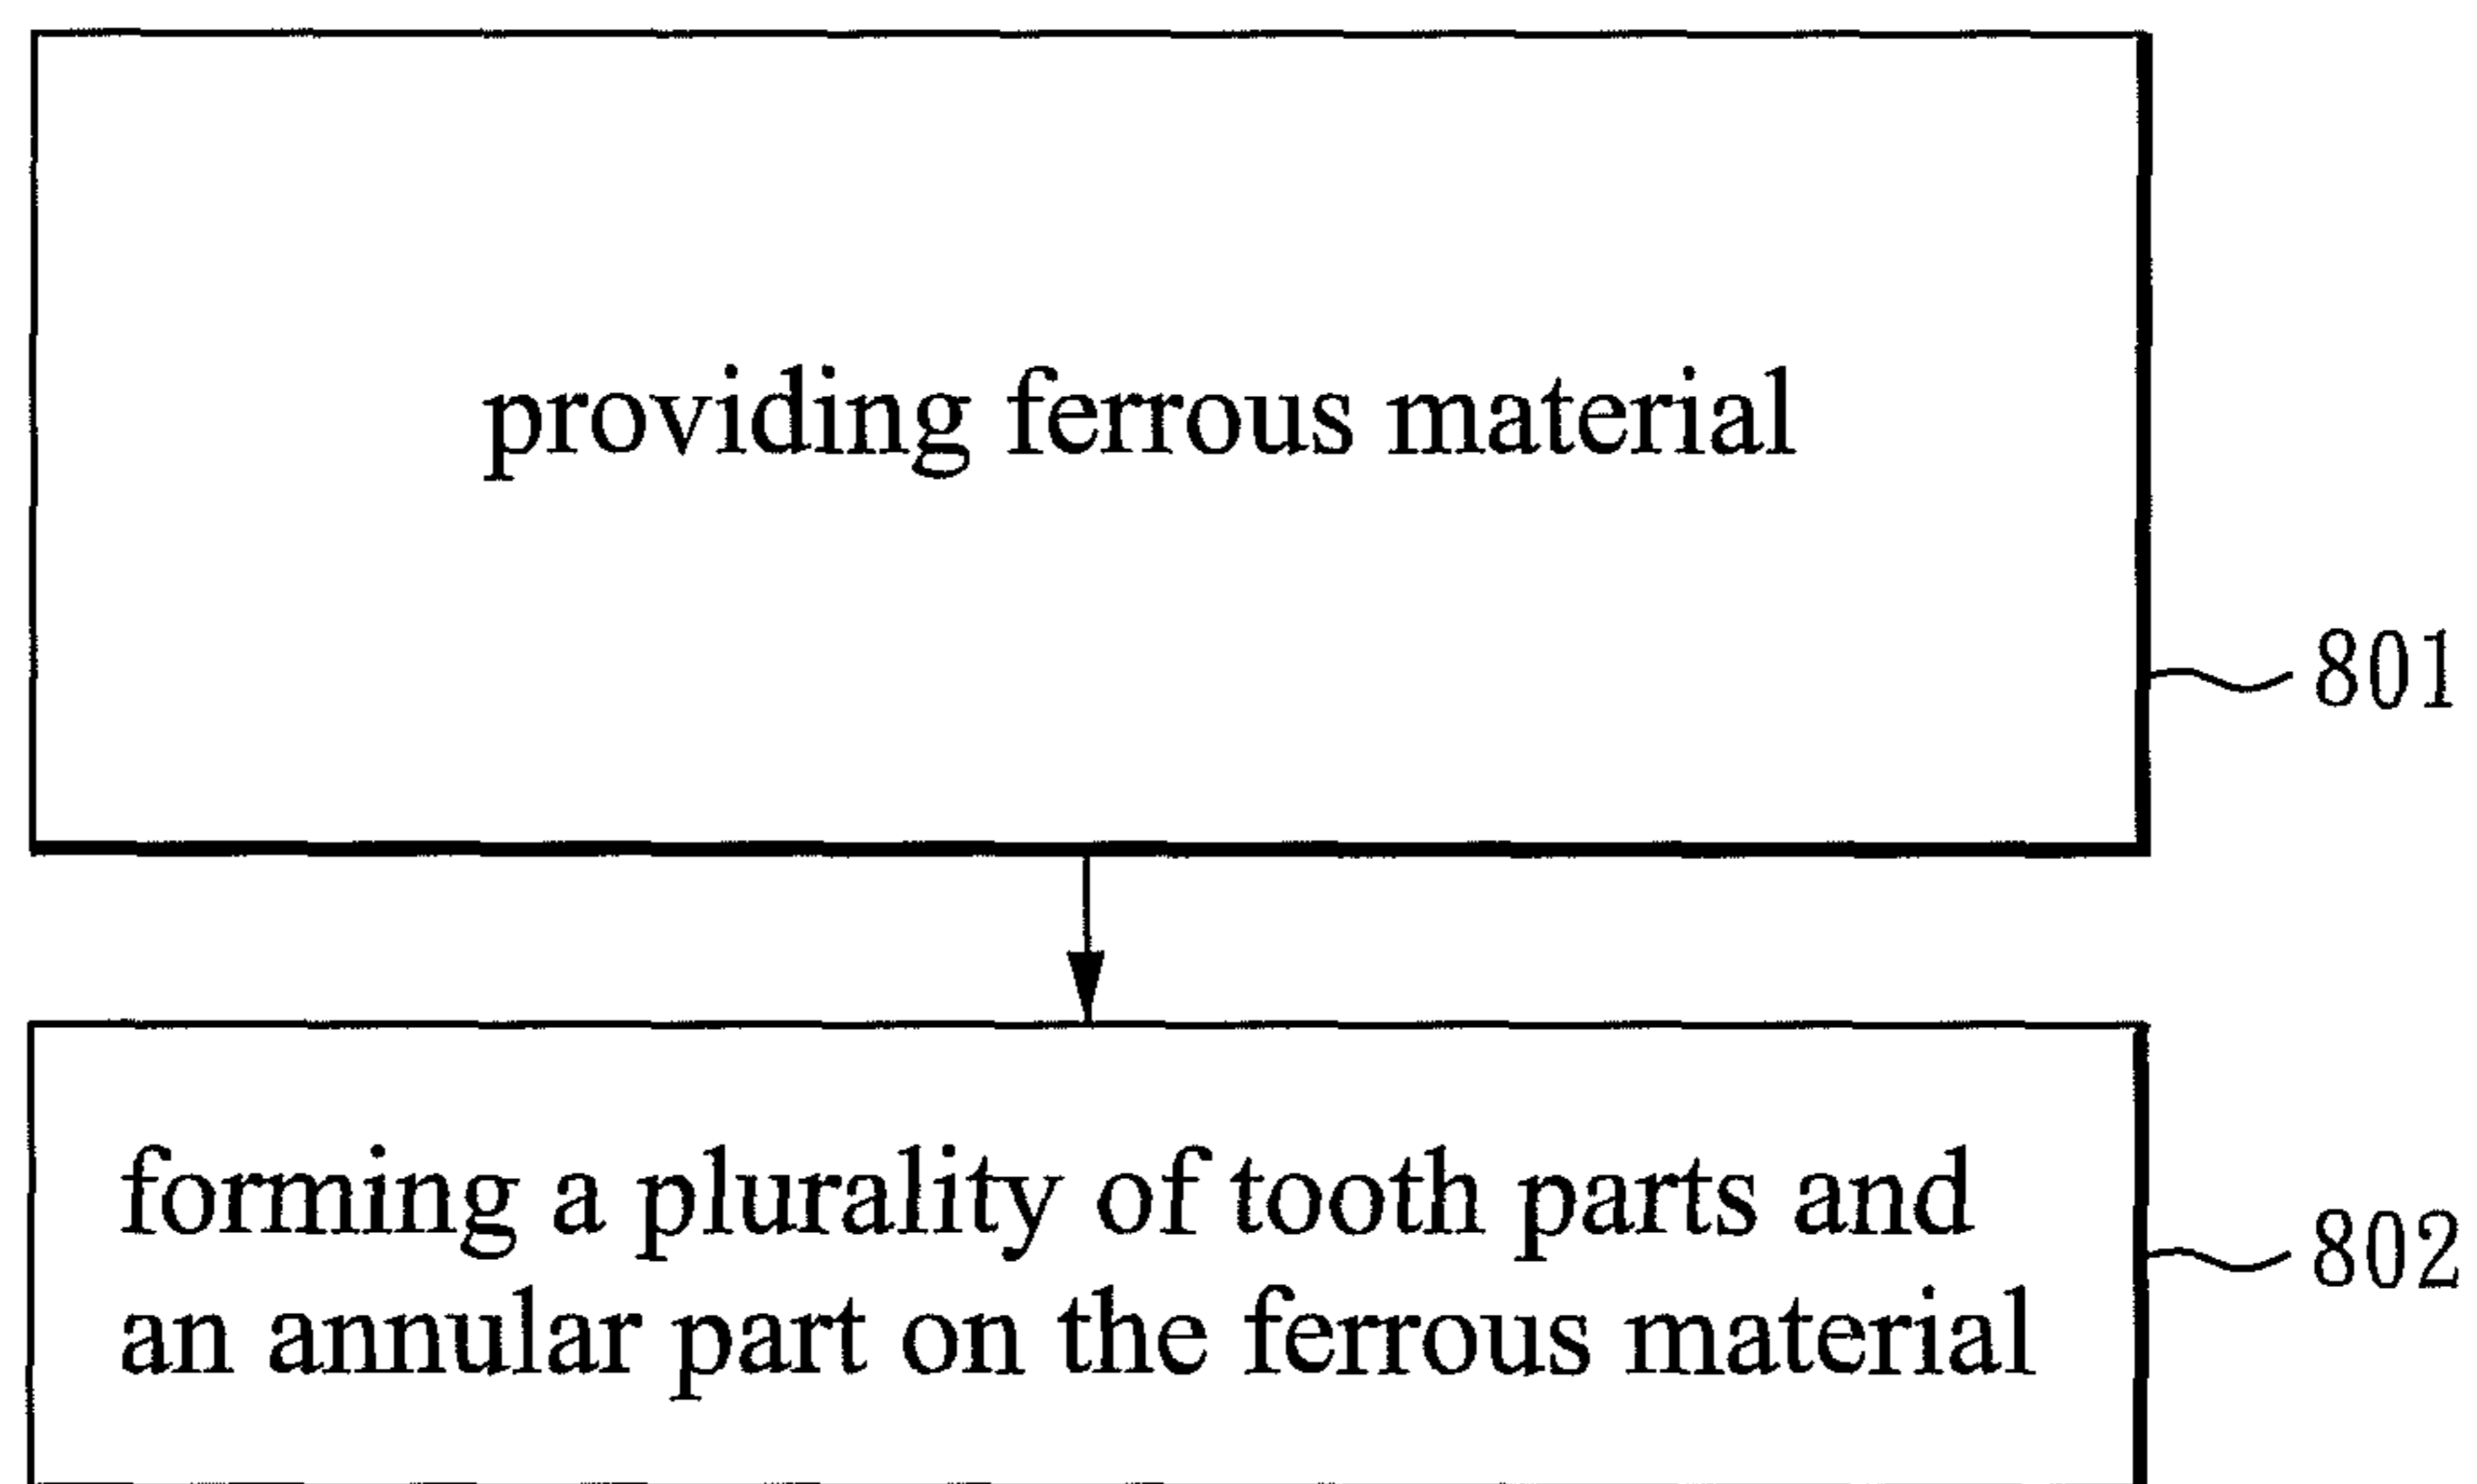 providing ferrous material
801
forming a plurality of tooth parts and
an annular part on the ferrous material
802